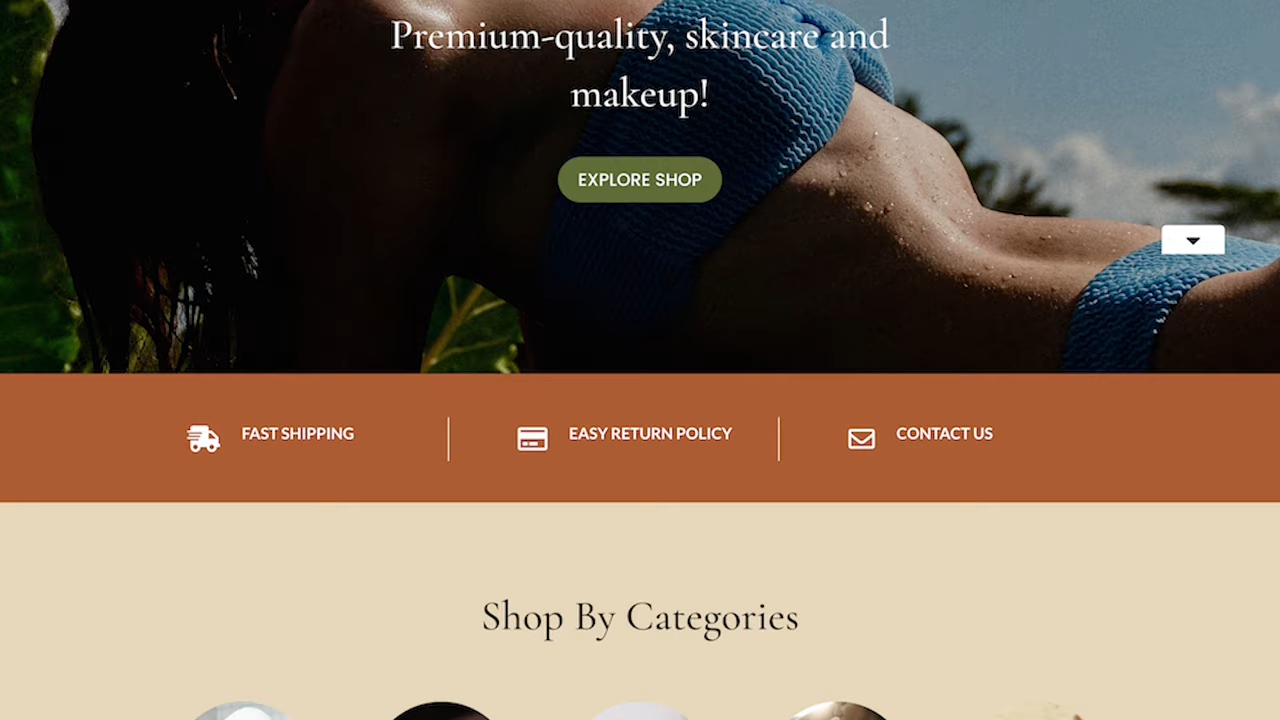 Premium-quality, skincare and
makeup!
EXPLORE SHOP
FAST SHIPPING
EASY RETURN POLICY
CONTACT US
Shop By Categories